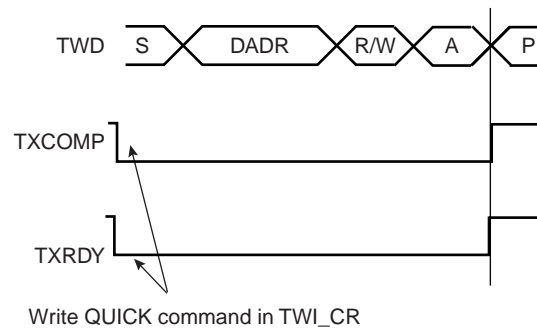 TWD S DADR R/W A P
TXCOMP
TXRDY
Write QUICK command in TWI_CR